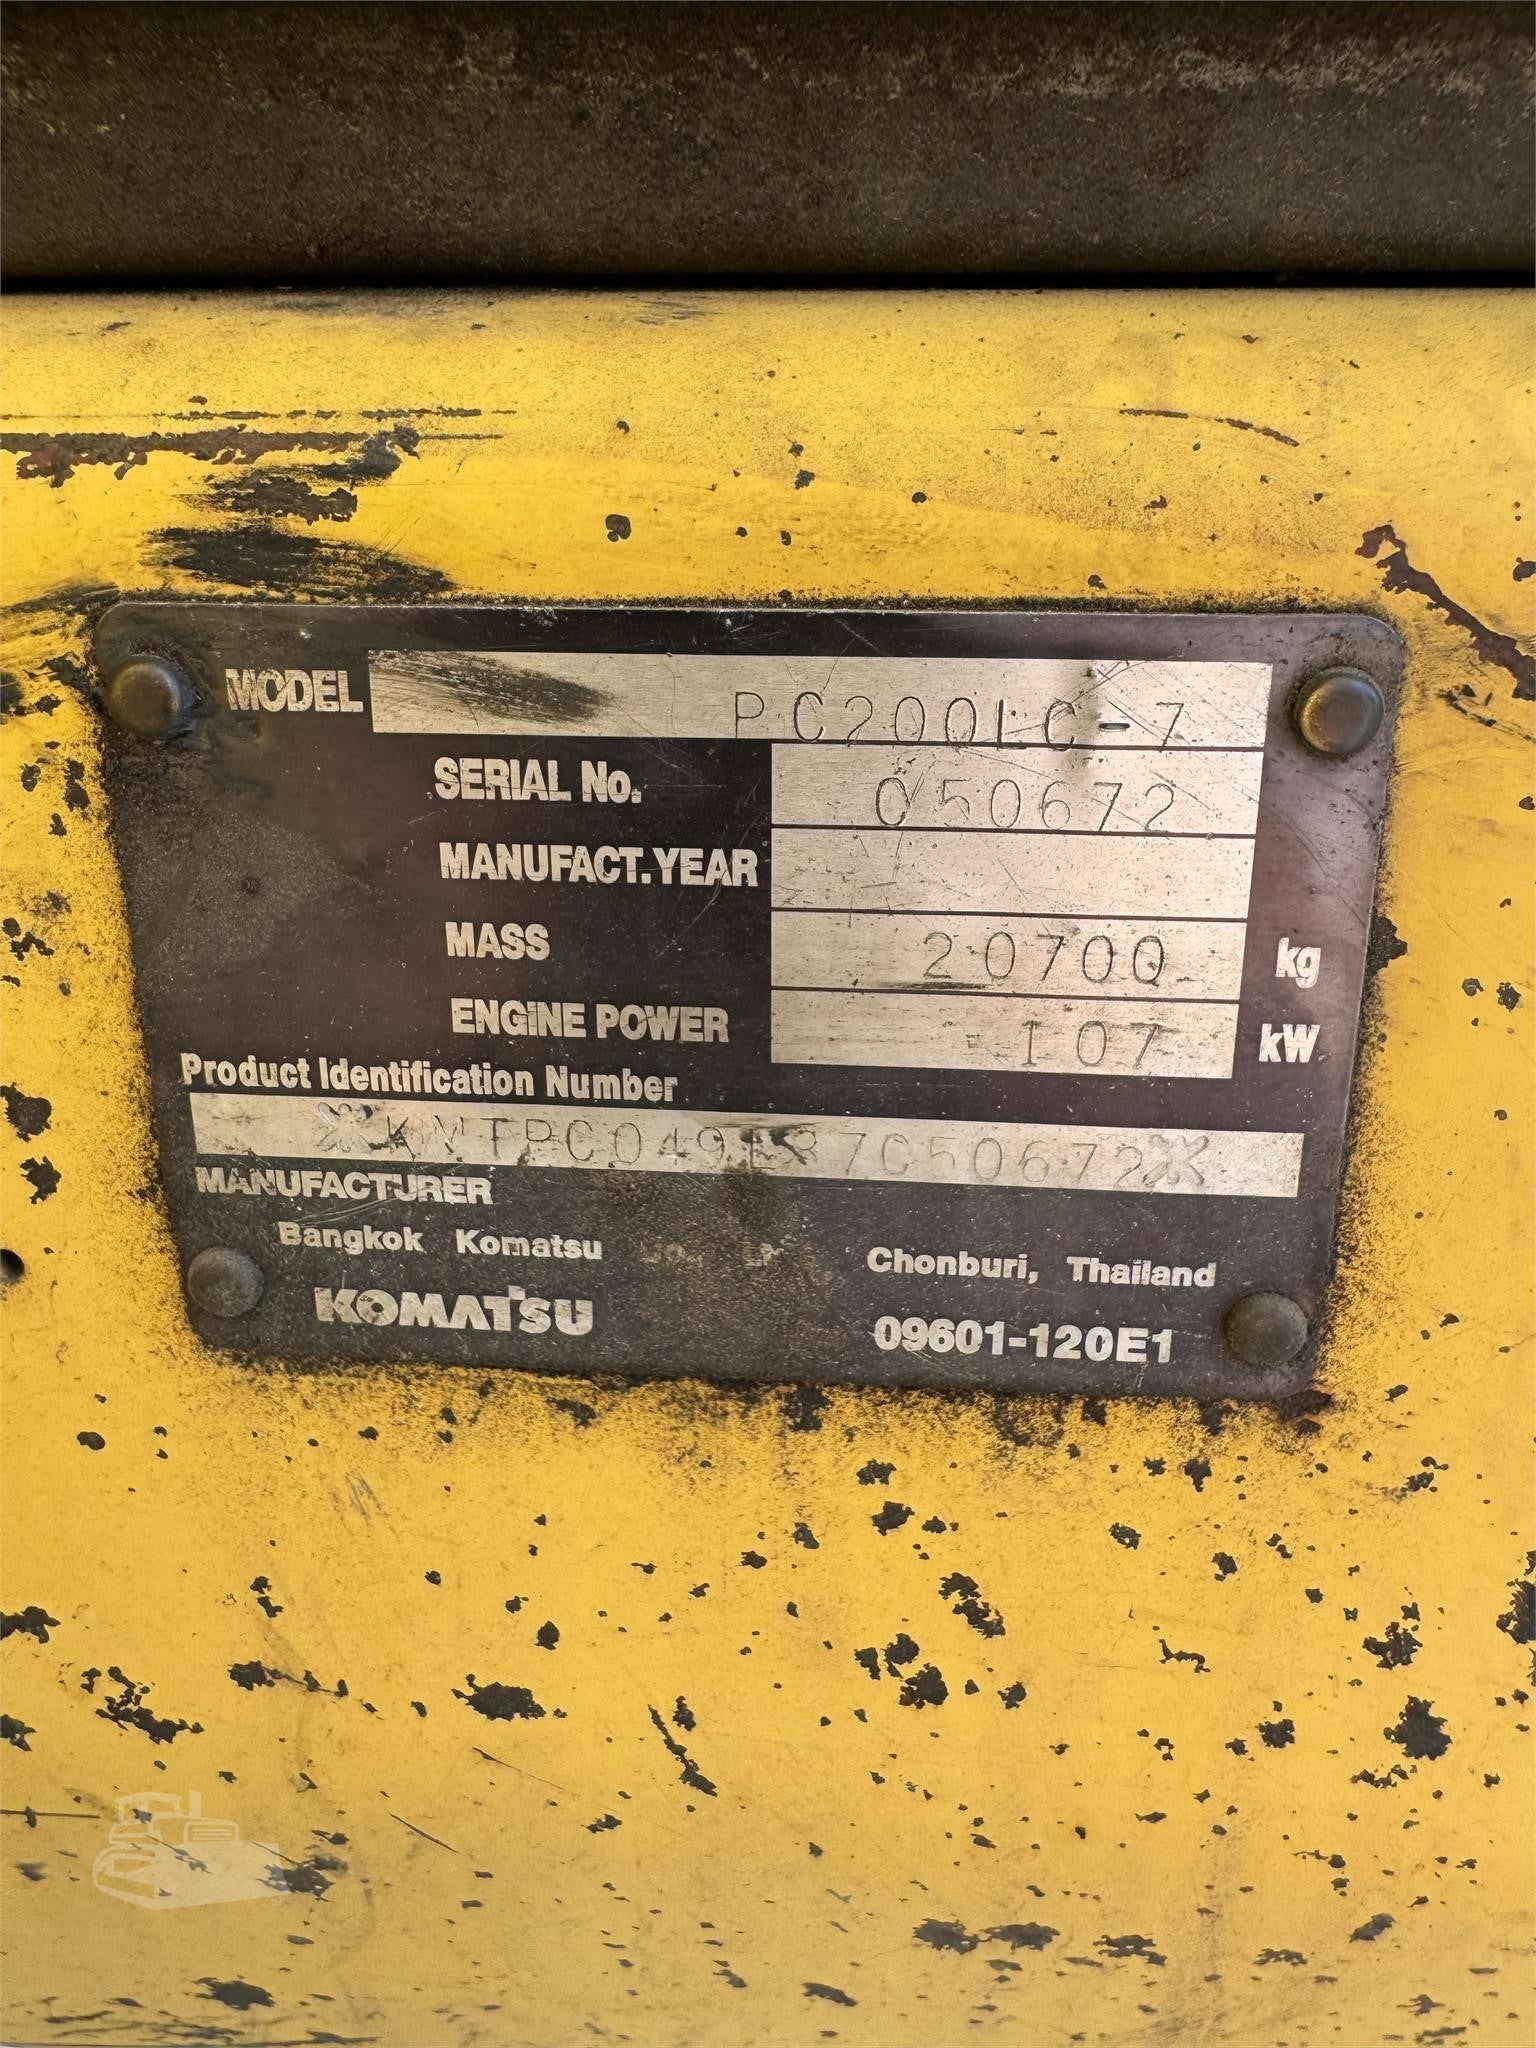 MODEL PC200LC-7
SERIAL No. C50672
MANUFACT. YEAR
MASS 20700 kg
ENGINE POWER 107 kW
Product Identification Number
MANUFACTURER
Bangkok Komatsu Chonburi, Thailand
KOMATSU 09601-120E1